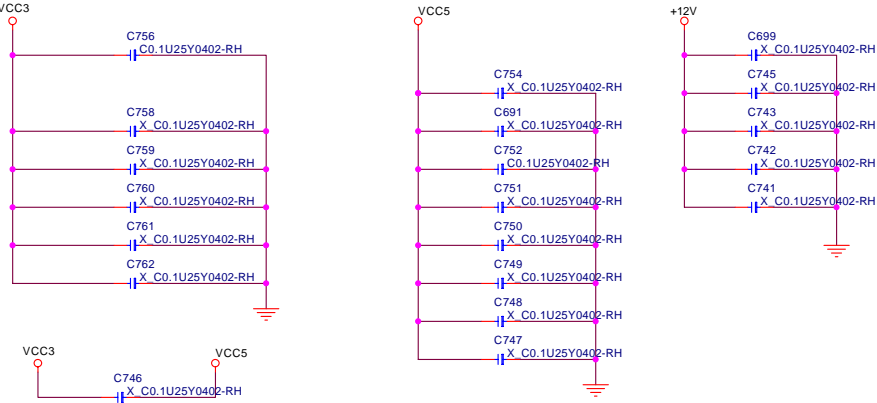 VCC3
C756
C0.1U25Y0402-RH
C758
X_C0.1U25Y0402-RH
C759
X_C0.1U25Y0402-RH
C760
X_C0.1U25Y0402-RH
C761
X_C0.1U25Y0402-RH
C762
X_C0.1U25Y0402-RH
VCC3
VCC5
C746
X_C0.1U25Y0402-RH
VCC5
C754
X_C0.1U25Y0402-RH
C691
X_C0.1U25Y0402-RH
C752
C0.1U25Y0402-RH
C751
X_C0.1U25Y0402-RH
C750
X_C0.1U25Y0402-RH
C749
X_C0.1U25Y0402-RH
C748
X_C0.1U25Y0402-RH
C747
X_C0.1U25Y0402-RH
+12V
C699
X_C0.1U25Y0402-RH
C745
X_C0.1U25Y0402-RH
C743
X_C0.1U25Y0402-RH
C742
X_C0.1U25Y0402-RH
C741
X_C0.1U25Y0402-RH